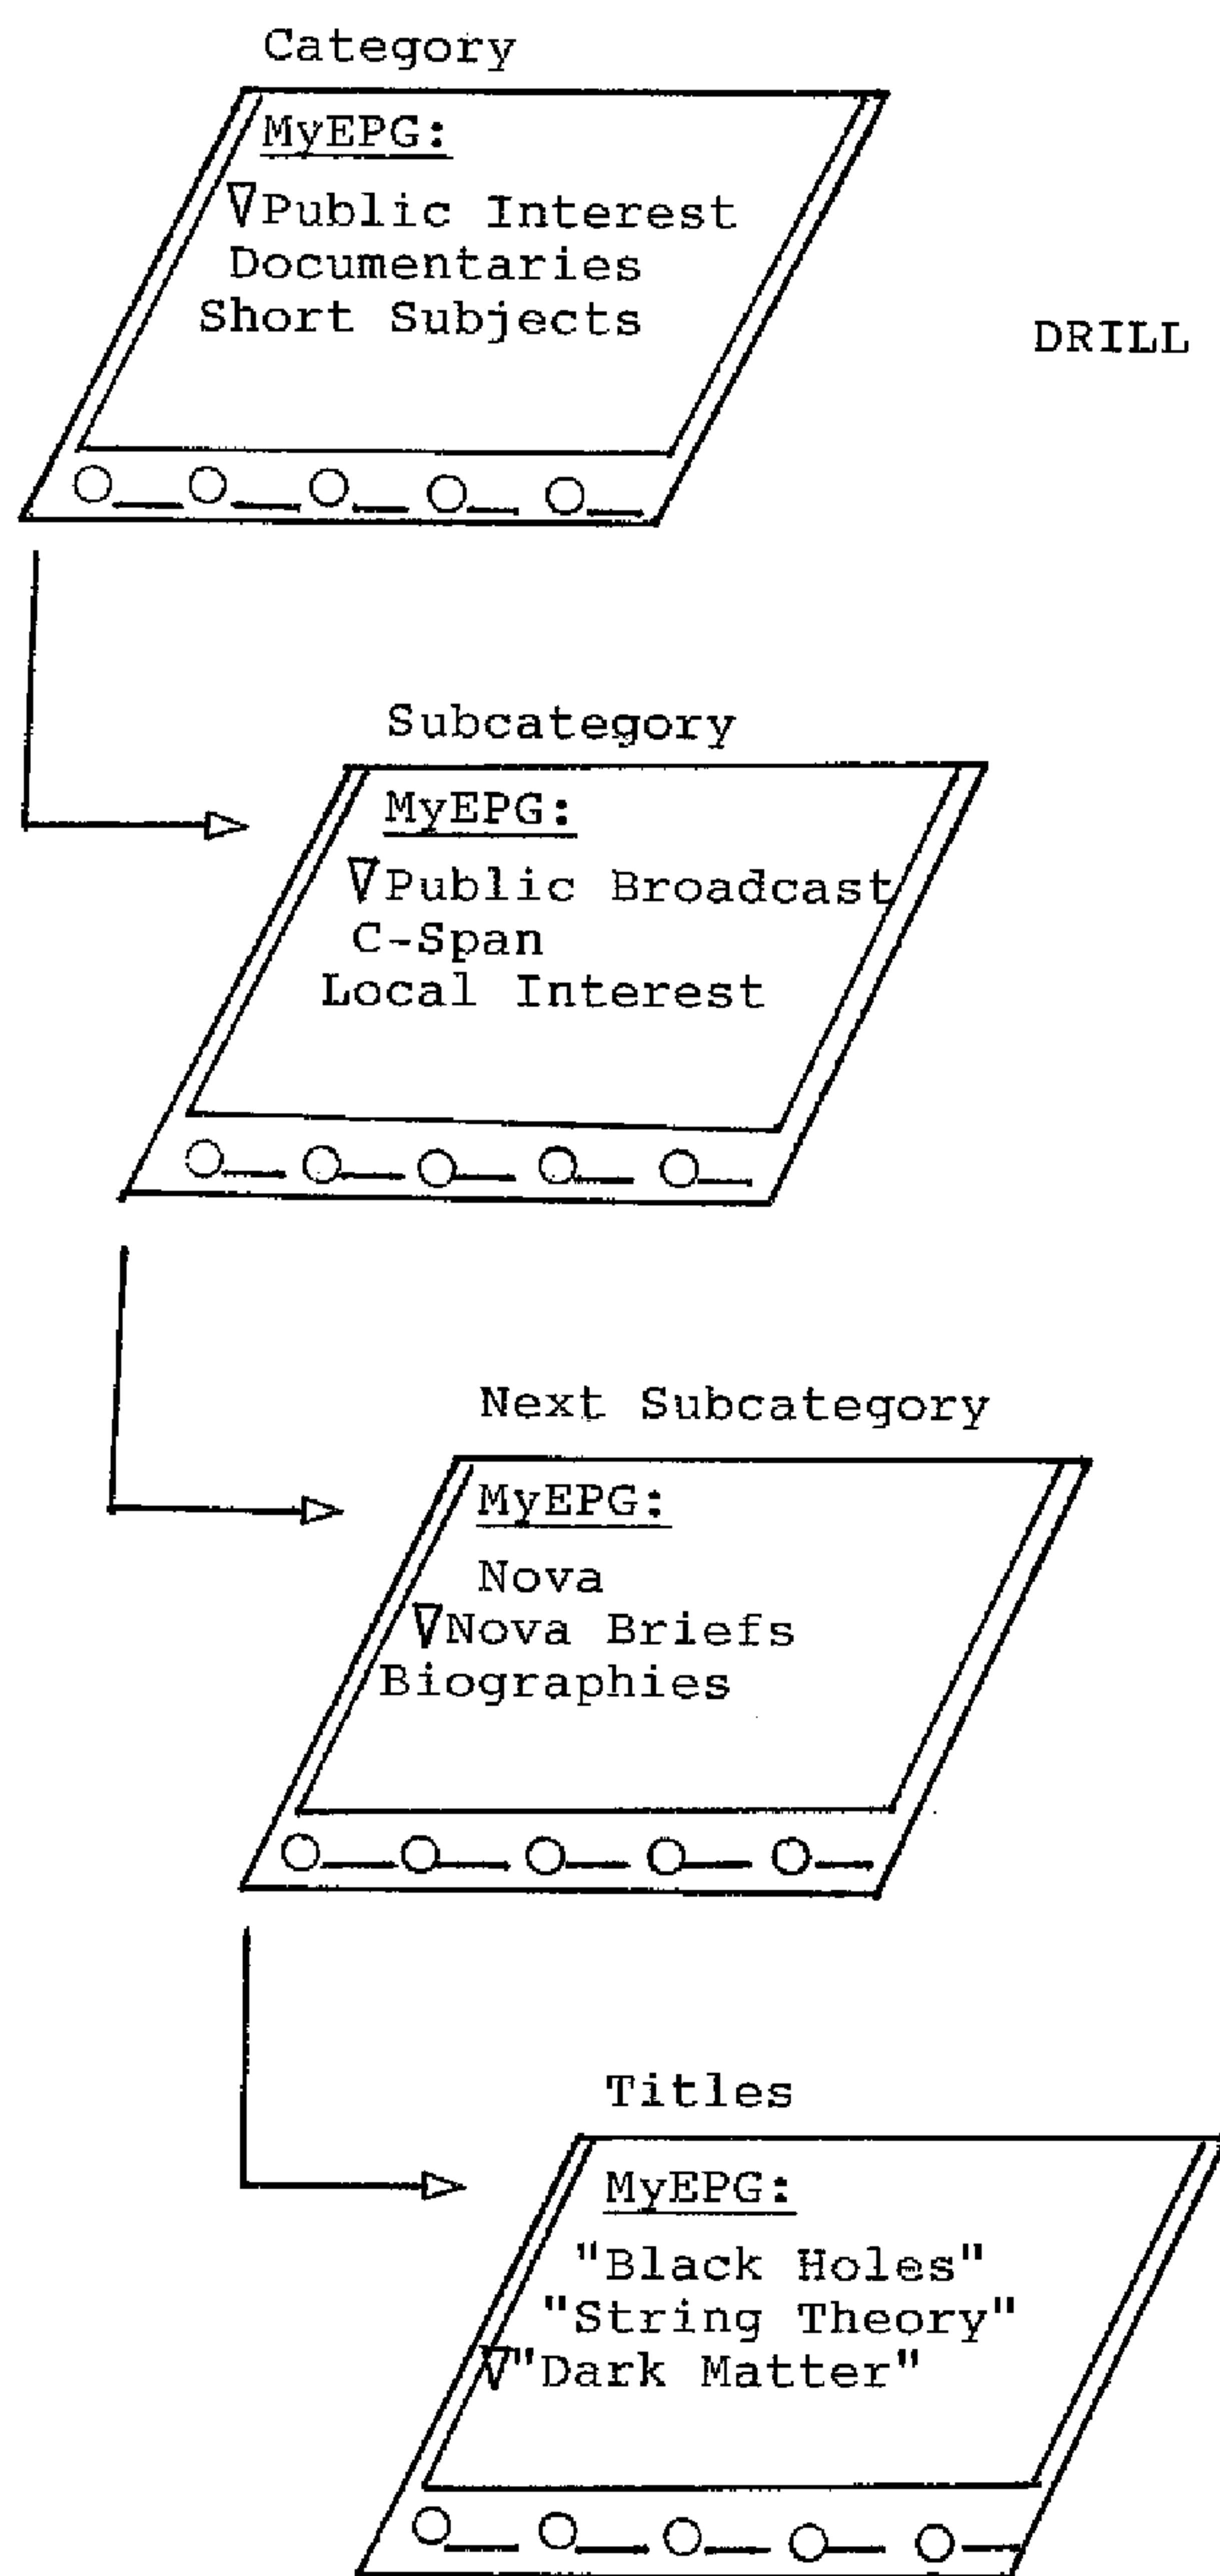 Category
MyEPG:
∇Public Interest
Documentaries
Short Subjects
DRILL
Subcategory
MyEPG:
∇Public Broadcast
C-Span
Local Interest
Next Subcategory
MyEPG:
Nova
∇Nova Briefs
Biographies
Titles
MyEPG:
"Black Holes"
"String Theory"
∇"Dark Matter"